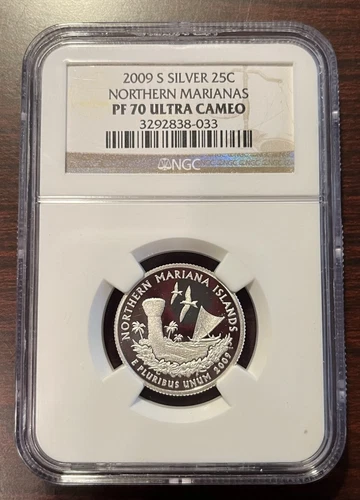 2009 S SILVER 25C
NORTHERN MARIANAS
PF 70 ULTRA CAMEO
3292838-033
NGC
NORTHERN MARIANA ISLANDS
E PLURIBUS UNUM 2009